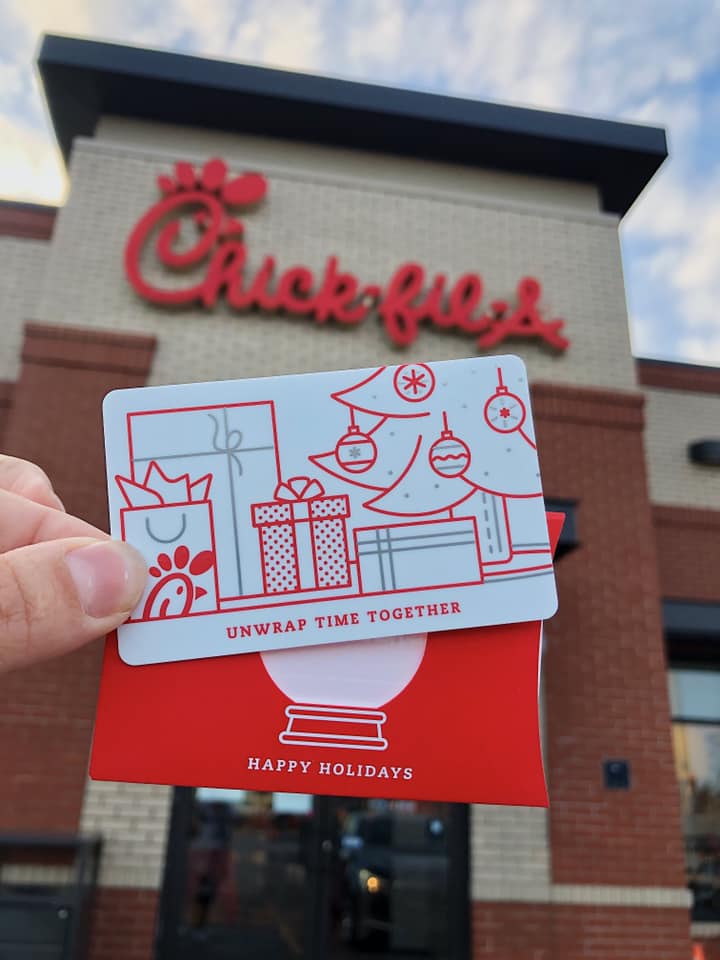 Chick-fil-A
UNWRAP TIME TOGETHER
HAPPY HOLIDAYS